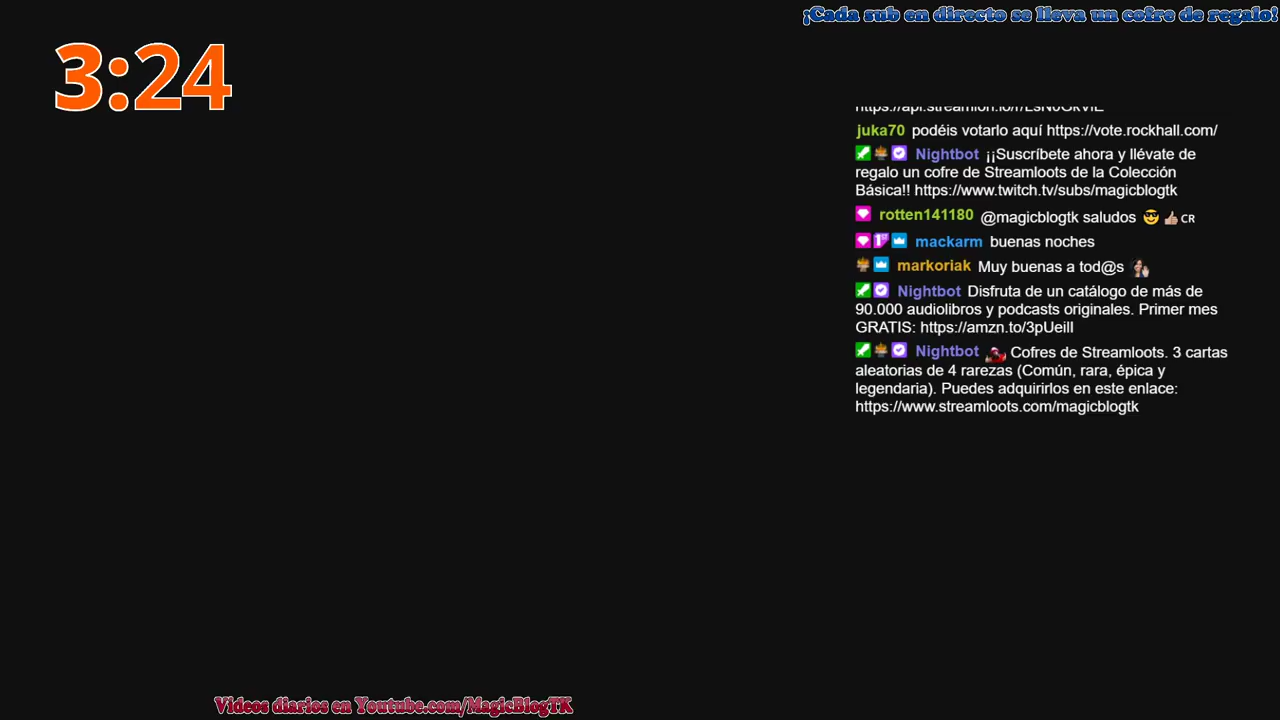 ¡Cada sub en directo se lleva un cofre de regalo!
3:24
juka70 podéis votarlo aquí https://vote.rockhall.com/
Nightbot ¡¡Suscríbete ahora y llévate de
regalo un cofre de Streamloots de la Colección
Básica!! https://www.twitch.tv/subs/magicblogtk
rotten141180 @magicblogtk saludos 😎 👍🏼 CR
mackarm buenas noches
markoriak Muy buenas a tod@s
Nightbot Disfruta de un catálogo de más de
90.000 audiolibros y podcasts originales. Primer mes
GRATIS: https://amzn.to/3pUeill
Nightbot Cofres de Streamloots. 3 cartas
aleatorias de 4 rarezas (Común, rara, épica y
legendaria). Puedes adquirirlos en este enlace:
https://www.streamloots.com/magicblogtk
Videos diarios en Youtube.com/MagicBlogTK